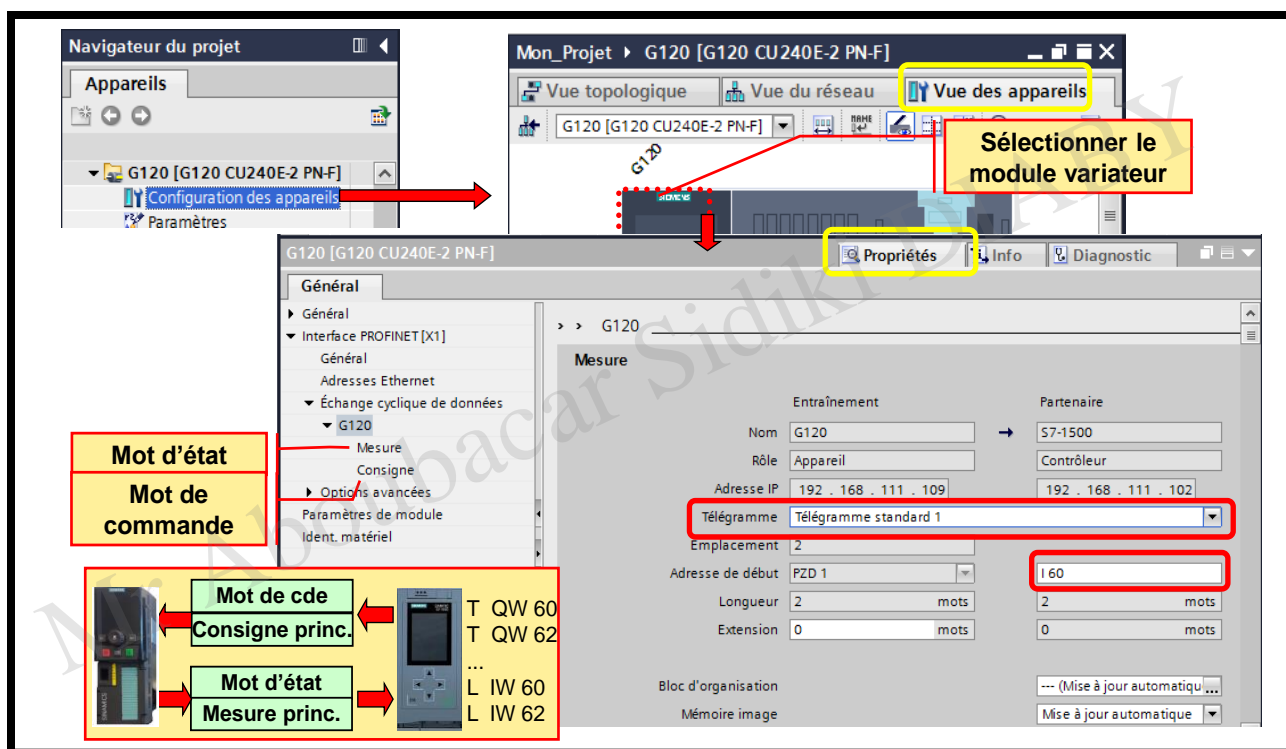 Navigateur du projet
Appareils
G120 [G120 CU240E-2 PN-F]
Configuration des appareils
Paramètres
Mon_Projet G120 [G120 CU240E-2 PN-F]
Vue topologique Vue du réseau Vue des appareils
G120 [G120 CU240E-2 PN-F]
Sélectionner le
module variateur
G120
SIEMENS
G120 [G120 CU240E-2 PN-F]
Propriétés Info Diagnostic
Général
Général
Interface PROFINET [X1]
Général
Adresses Ethernet
Échange cyclique de données
G120
Mesure
Consigne
Options avancées
Paramètres de module
Ident. matériel
Mot d'état
Mot de
commande
> > G120
Mesure
Entraînement Partenaire
Nom G120 → S7-1500
Rôle Appareil Contrôleur
Adresse IP 192 . 168 . 111 . 109 192 . 168 . 111 . 102
Télégramme Télégramme standard 1
Emplacement 2
Adresse de début PZD 1 I 60
Longueur 2 mots 2 mots
Extension 0 mots 0 mots
Bloc d'organisation --- (Mise à jour automatiqu ...
Mémoire image Mise à jour automatique
Mot de cde
Consigne princ.
Mot d'état
Mesure princ.
T QW 60
T QW 62
...
L IW 60
L IW 62
Mr Aboubacar Sidiki DIABY